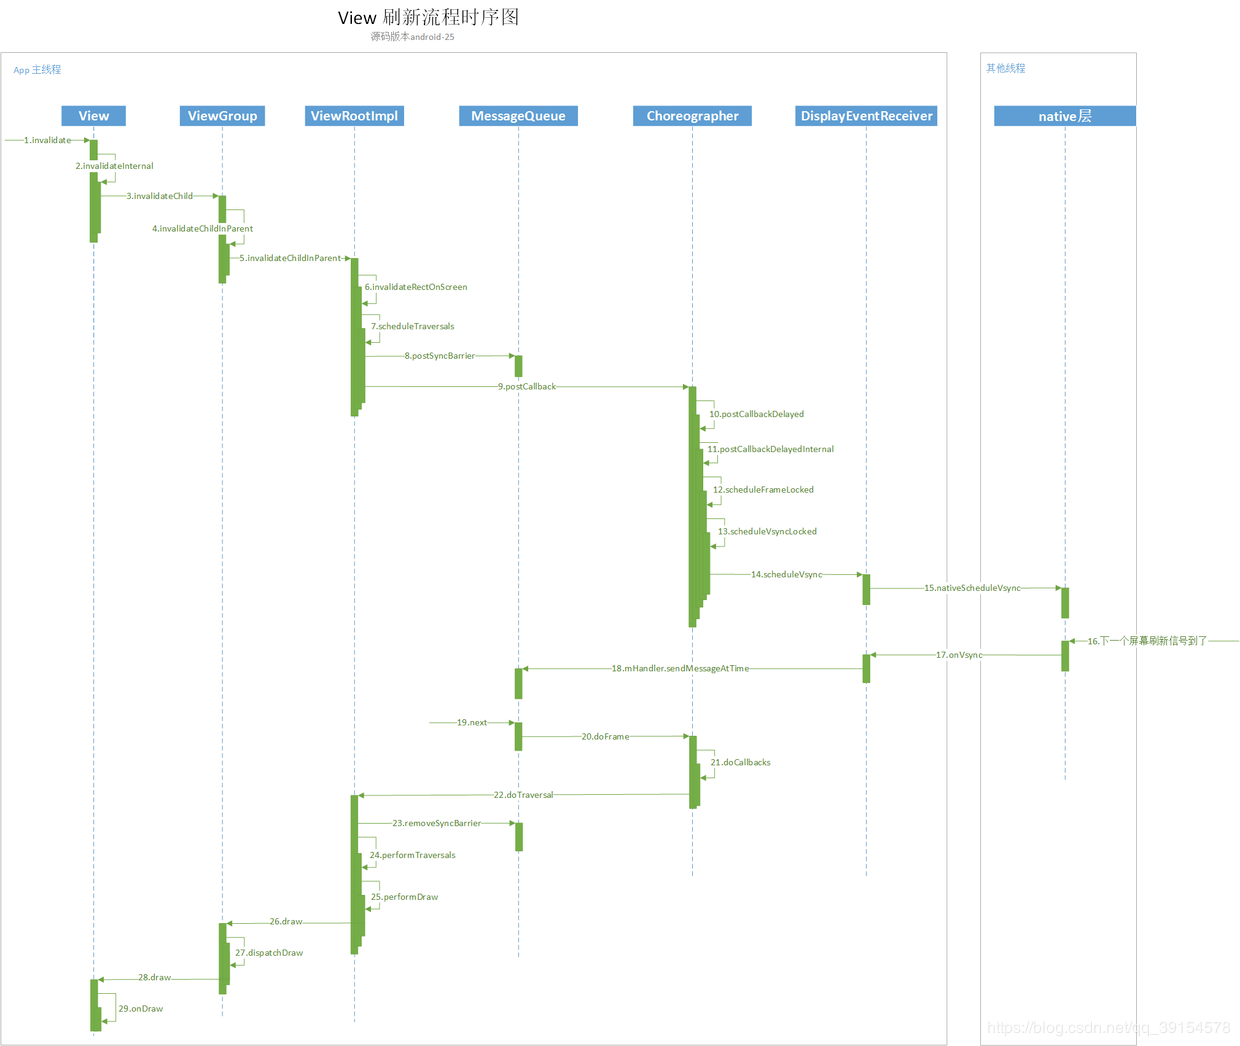 View 刷新流程时序图
源码版本android-25
App 主线程
其他线程
View
ViewGroup
ViewRootImpl
MessageQueue
Choreographer
DisplayEventReceiver
native层
1.invalidate
2.invalidateInternal
3.invalidateChild
4.invalidateChildInParent
5.invalidateChildInParent
6.invalidateRectOnScreen
7.scheduleTraversals
8.postSyncBarrier
9.postCallback
10.postCallbackDelayed
11.postCallbackDelayedInternal
12.scheduleFrameLocked
13.scheduleVsyncLocked
14.scheduleVsync
15.nativeScheduleVsync
16.下一个屏幕刷新信号到了
17.onVsync
18.mHandler.sendMessageAtTime
19.next
20.doFrame
21.doCallbacks
22.doTraversal
23.removeSyncBarrier
24.performTraversals
25.performDraw
26.draw
27.dispatchDraw
28.draw
29.onDraw
https://blog.csdn.net/qq_39154578